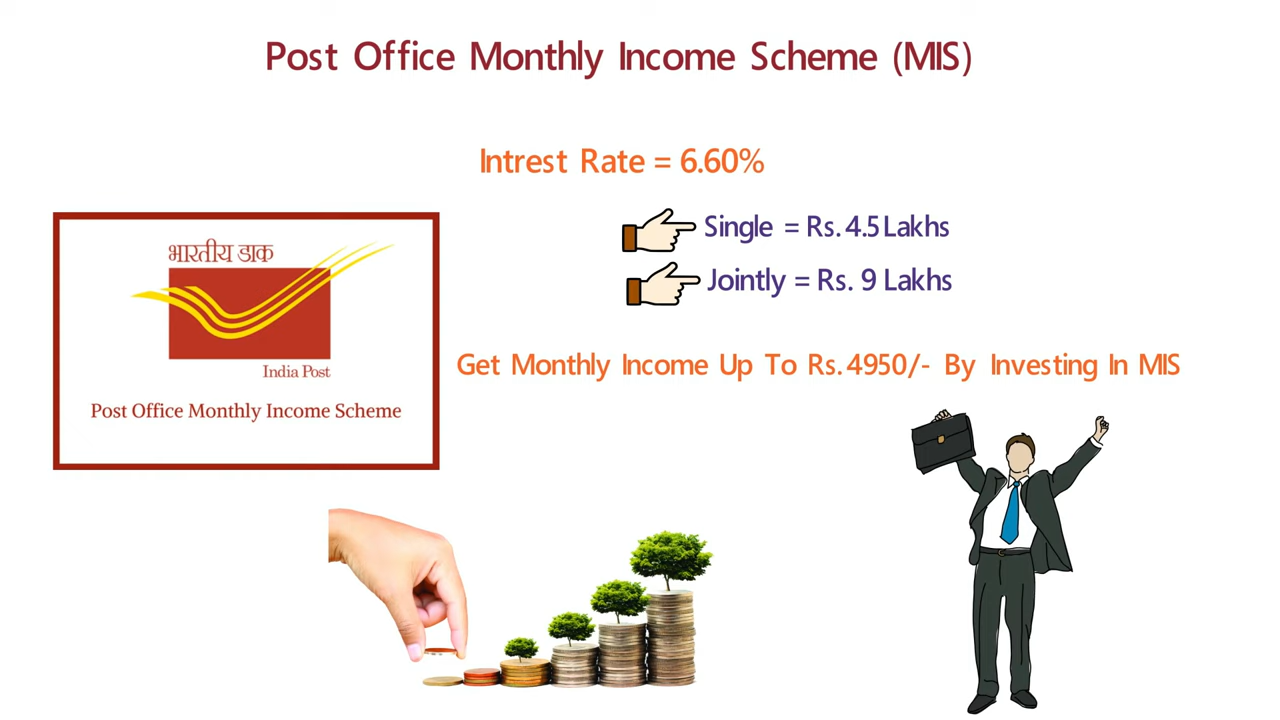 Post Office Monthly Income Scheme (MIS)
Intrest Rate = 6.60%
Single = Rs. 4.5 Lakhs
Jointly = Rs. 9 Lakhs
भारतीय डाक
India Post
Post Office Monthly Income Scheme
Get Monthly Income Up To Rs. 4950/- By Investing In MIS